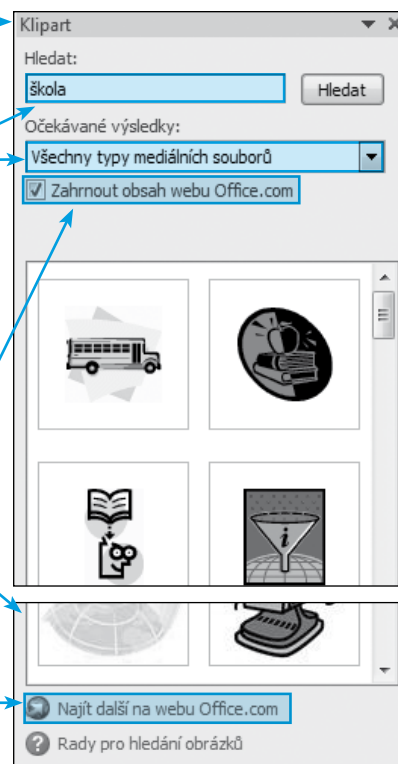 Klipart
Hledat:
škola
Hledat
Očekávané výsledky:
Všechny typy mediálních souborů
Zahrnout obsah webu Office.com
i
Najít další na webu Office.com
Rady pro hledání obrázků